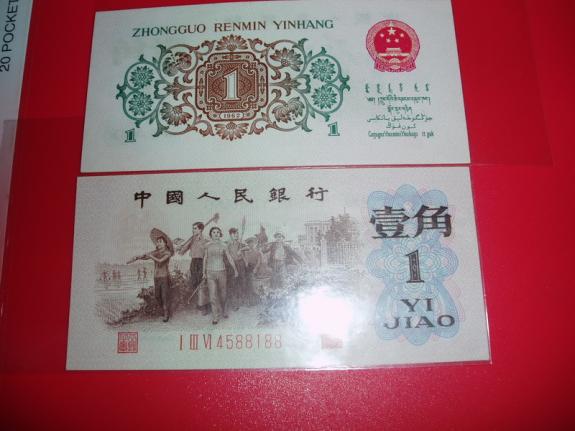 20 POCKET
ZHONGGUO RENMIN YINHANG
1
1962
1
1
中國人民銀行
壹角
1
YI
JIAO
I III VI 4588188